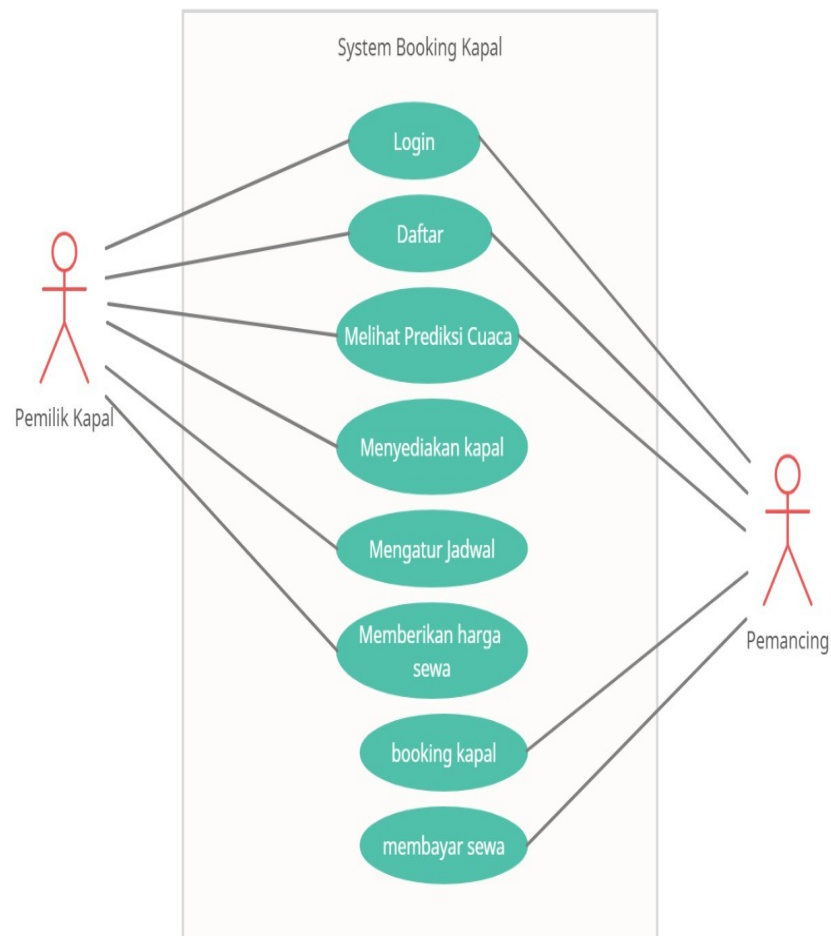 System Booking Kapal
Login
Daftar
Melihat Prediksi Cuaca
Menyediakan kapal
Mengatur Jadwal
Memberikan harga
sewa
booking kapal
membayar sewa
Pemilik Kapal
Pemancing